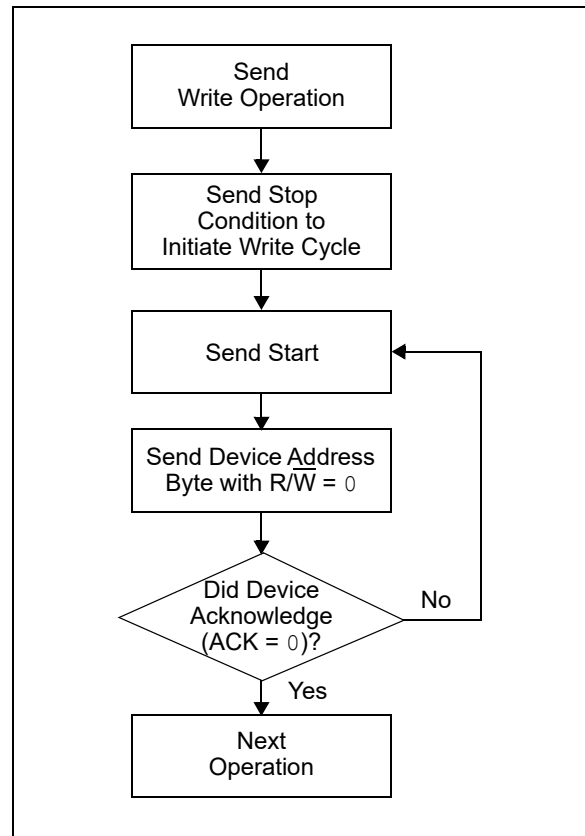 Send
Write Operation
Send Stop
Condition to
Initiate Write Cycle
Send Start
Send Device Address
Byte with R/W̅ = 0
Did Device
Acknowledge
(ACK = 0)?
No
Yes
Next
Operation